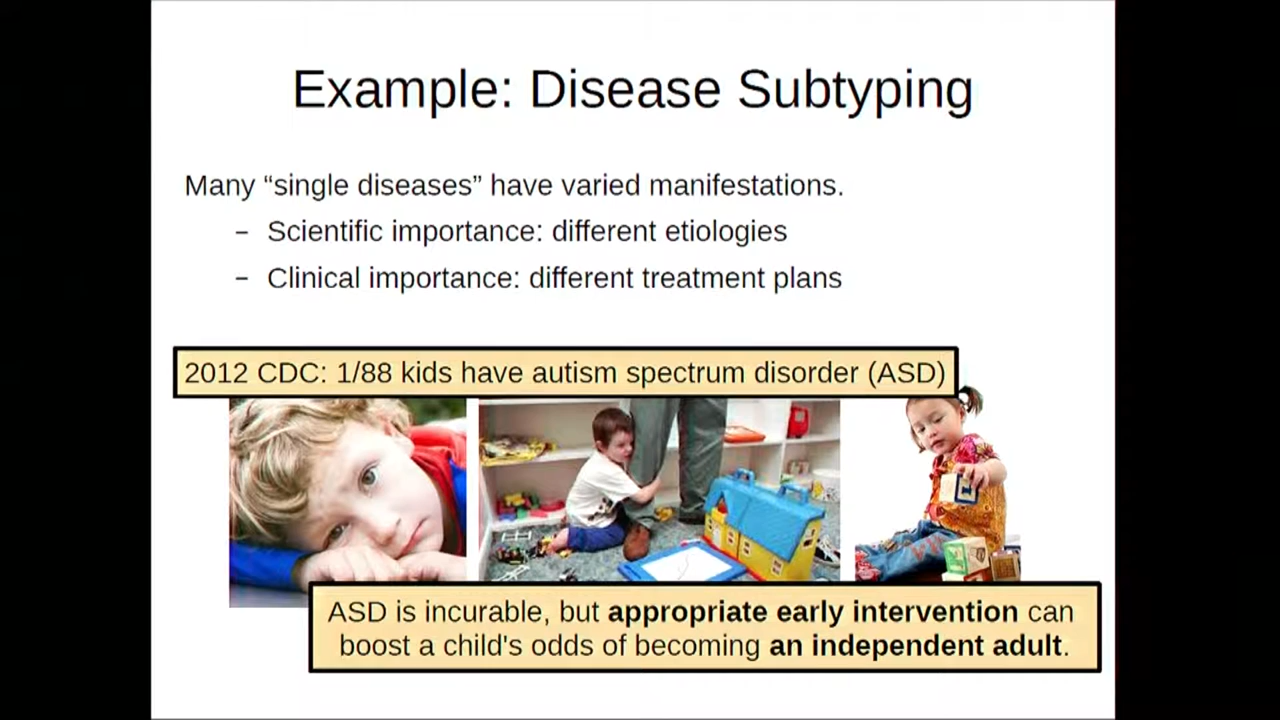 Example: Disease Subtyping
Many “single diseases” have varied manifestations.
– Scientific importance: different etiologies
– Clinical importance: different treatment plans
2012 CDC: 1/88 kids have autism spectrum disorder (ASD)
ASD is incurable, but appropriate early intervention can
boost a child's odds of becoming an independent adult.